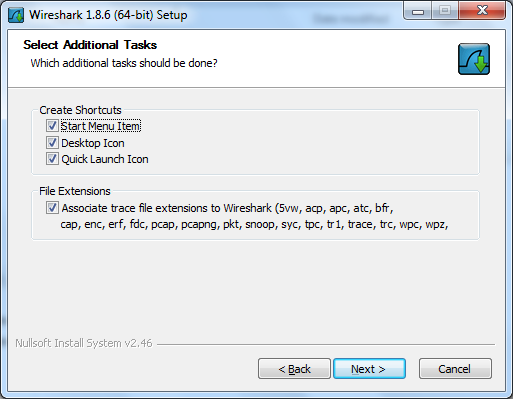 Wireshark 1.8.6 (64-bit) Setup
Select Additional Tasks
Which additional tasks should be done?
Create Shortcuts
Start Menu Item
Desktop Icon
Quick Launch Icon
File Extensions
Associate trace file extensions to Wireshark (5vw, acp, apc, atc, bfr,
cap, enc, erf, fdc, pcap, pcapng, pkt, snoop, syc, tpc, tr1, trace, trc, wpc, wpz,
Nullsoft Install System v2.46
< Back
Next >
Cancel